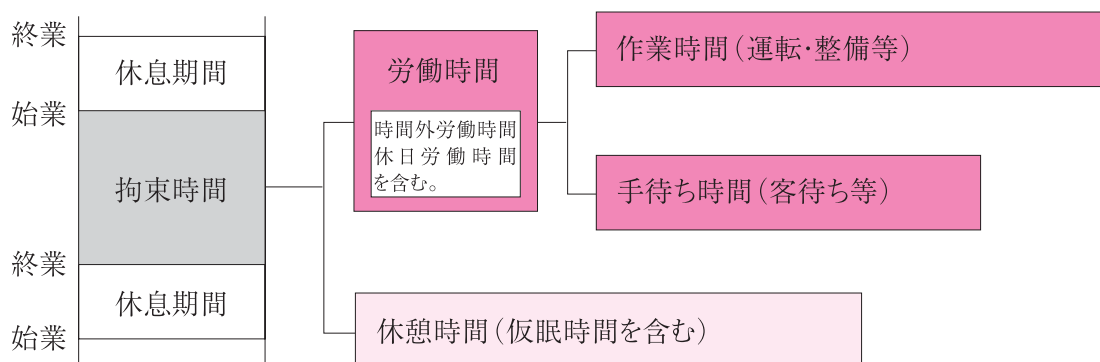 終業
休息期間
始業
拘束時間
終業
休息期間
始業
労働時間
時間外労働時間
休日労働時間
を含む。
作業時間（運転・整備等）
手待ち時間（客待ち等）
休憩時間（仮眠時間を含む）